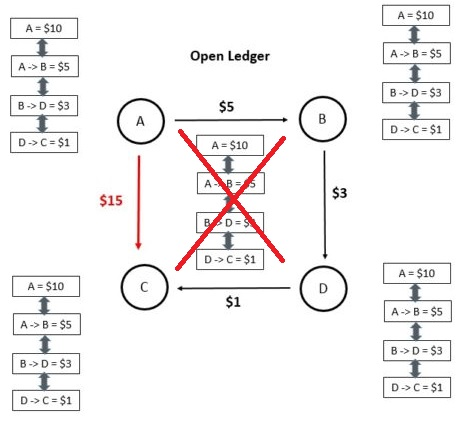 A = $10
A -> B = $5
B -> D = $3
D -> C = $1
Open Ledger
A = $10
A -> B = $5
B -> D = $3
D -> C = $1
A
$5
B
A = $10
A -> B = $5
B -> D =
D -> C = $1
$15
$3
C
$1
D
A = $10
A -> B = $5
B -> D = $3
D -> C = $1
A = $10
A -> B = $5
B -> D = $3
D -> C = $1